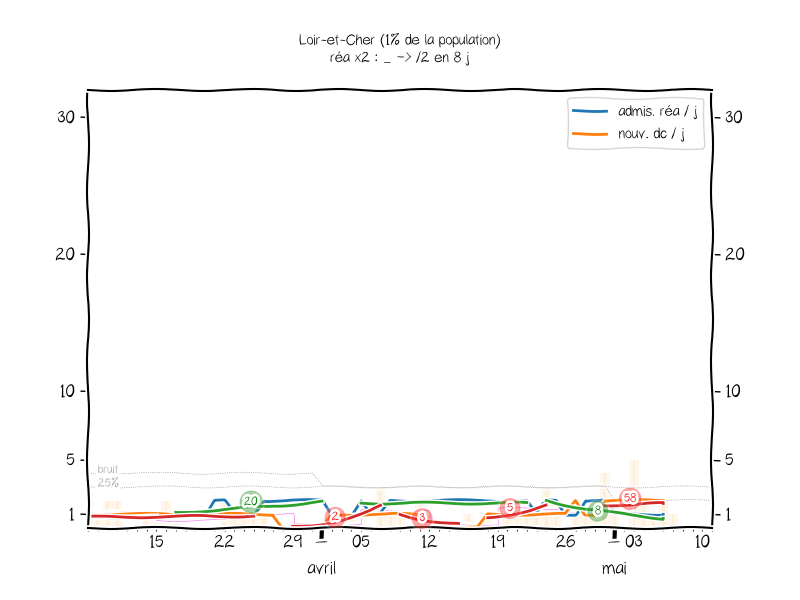 Loir-et-Cher (1% de la population)
réa x2 : _ -> /2 en 8 j
admis. réa / j
nouv. dc / j
30 30
20 20
10 10
5 5
1 1
bruit
25%
20
2
3
5
8
58
15 22 29 05 12 19 26 03 10
avril mai